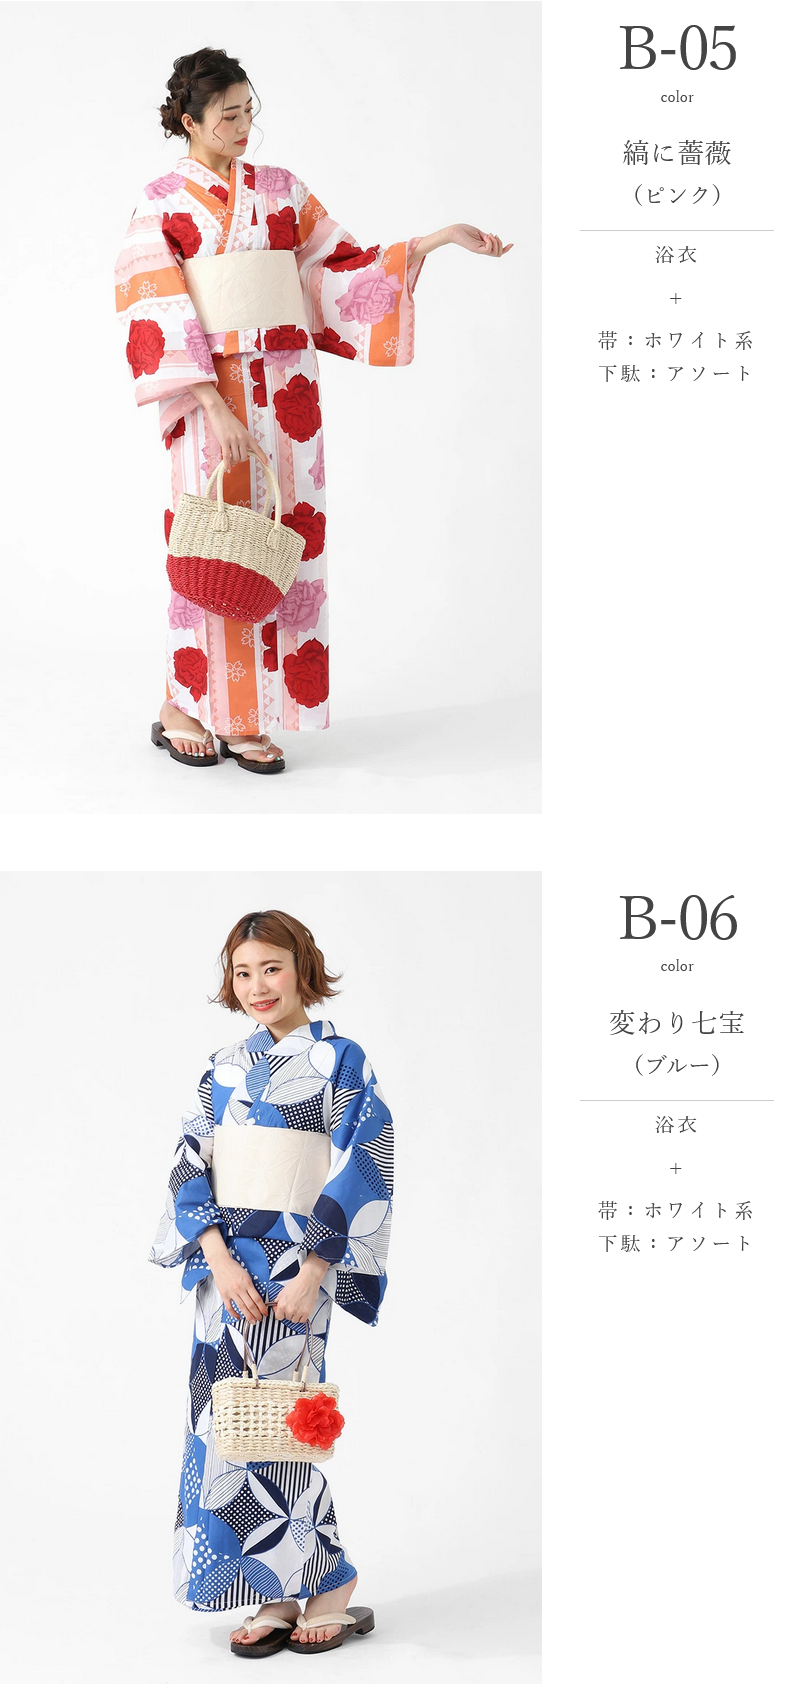 B-05
color
縞に薔薇
（ピンク）
浴衣
+
帯：ホワイト系
下駄：アソート
B-06
color
変わり七宝
（ブルー）
浴衣
+
帯：ホワイト系
下駄：アソート